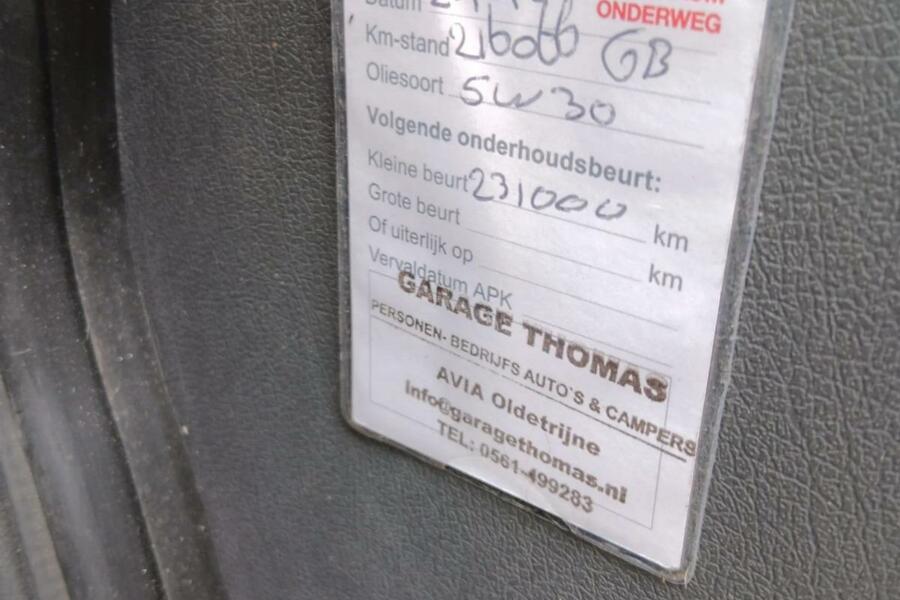 ONDERWEG
Datum
Km-stand 216066 GB
Oliesoort 5W30
Volgende onderhoudsbeurt:
Kleine beurt 231000 km
Grote beurt km
Of uiterlijk op
Vervaldatum APK
GARAGE THOMAS
PERSONEN- BEDRIJFS AUTO`S & CAMPERS
AVIA Oldetrijne
Info@garagethomas.nl
TEL: 0561-499283